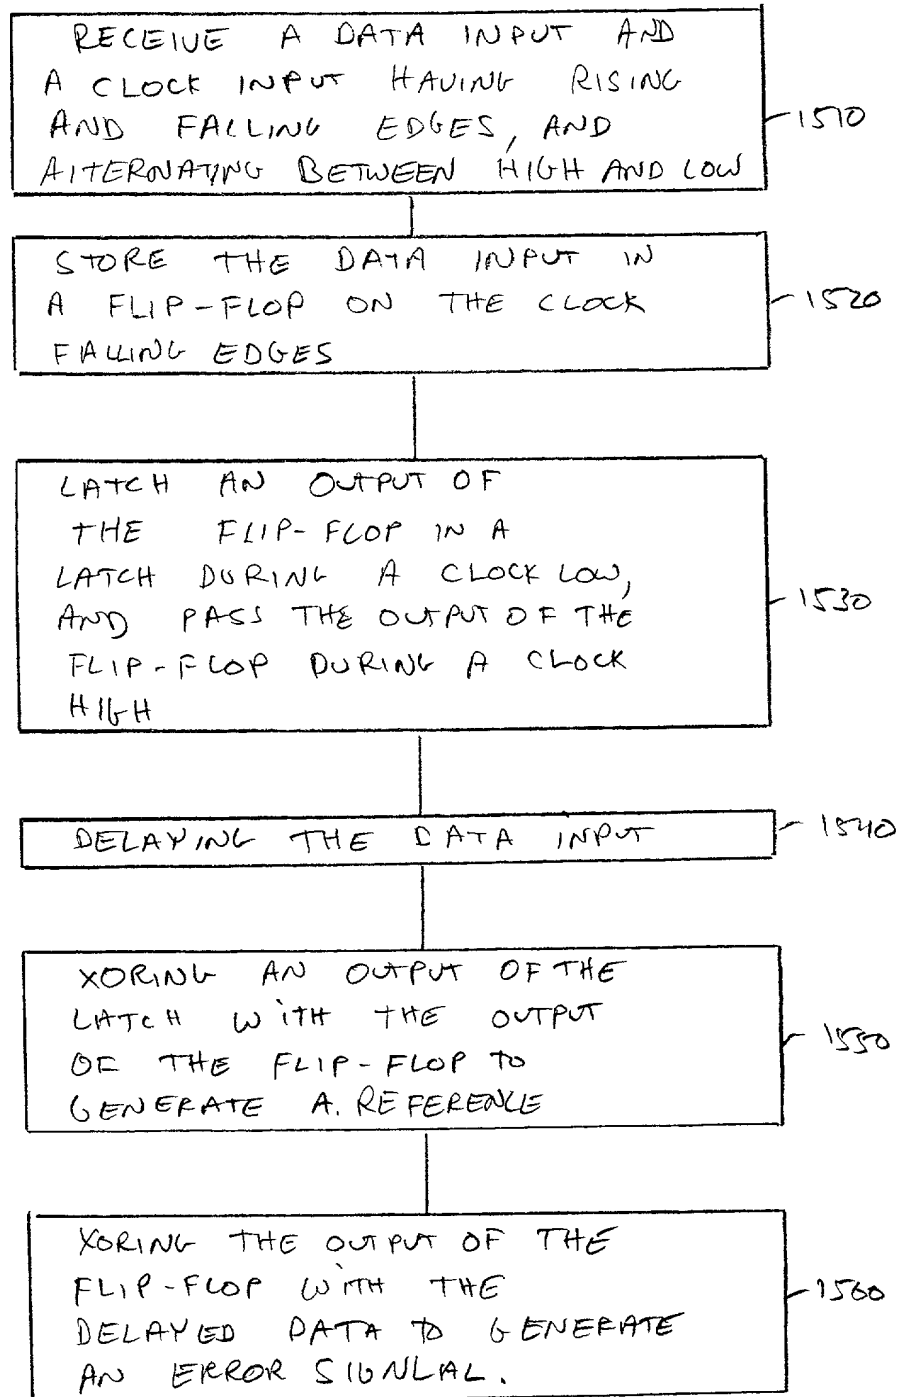 RECEIVE A DATA INPUT AND
A CLOCK INPUT HAVING RISING
AND FALLING EDGES, AND
ALTERNATING BETWEEN HIGH AND LOW
1510
STORE THE DATA INPUT IN
A FLIP-FLOP ON THE CLOCK
FALLING EDGES
1520
LATCH AN OUTPUT OF
THE FLIP-FLOP IN A
LATCH DURING A CLOCK LOW,
AND PASS THE OUTPUT OF THE
FLIP-FLOP DURING A CLOCK
HIGH
1530
DELAYING THE DATA INPUT
1540
XORING AN OUTPUT OF THE
LATCH WITH THE OUTPUT
OF THE FLIP-FLOP TO
GENERATE A. REFERENCE
1550
XORING THE OUTPUT OF THE
FLIP-FLOP WITH THE
DELAYED DATA TO GENERATE
AN ERROR SIGNLAL.
1560